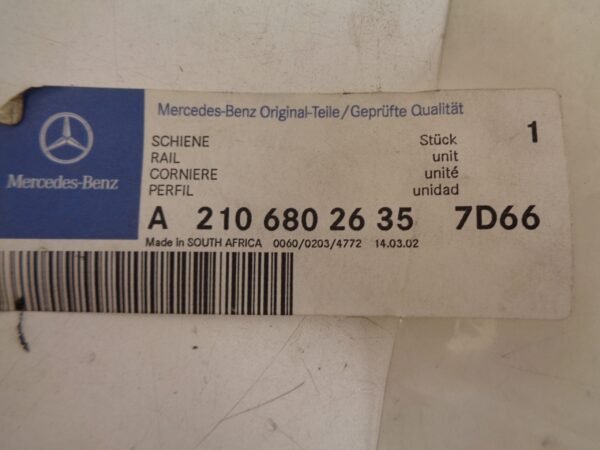 Mercedes-Benz
Mercedes-Benz Original-Teile/Geprüfte Qualität
SCHIENE Stück 1
RAIL unit
CORNIERE unité
PERFIL unidad
A 210 680 26 35 7D66
Made in SOUTH AFRICA 0060/0203/4772 14.03.02